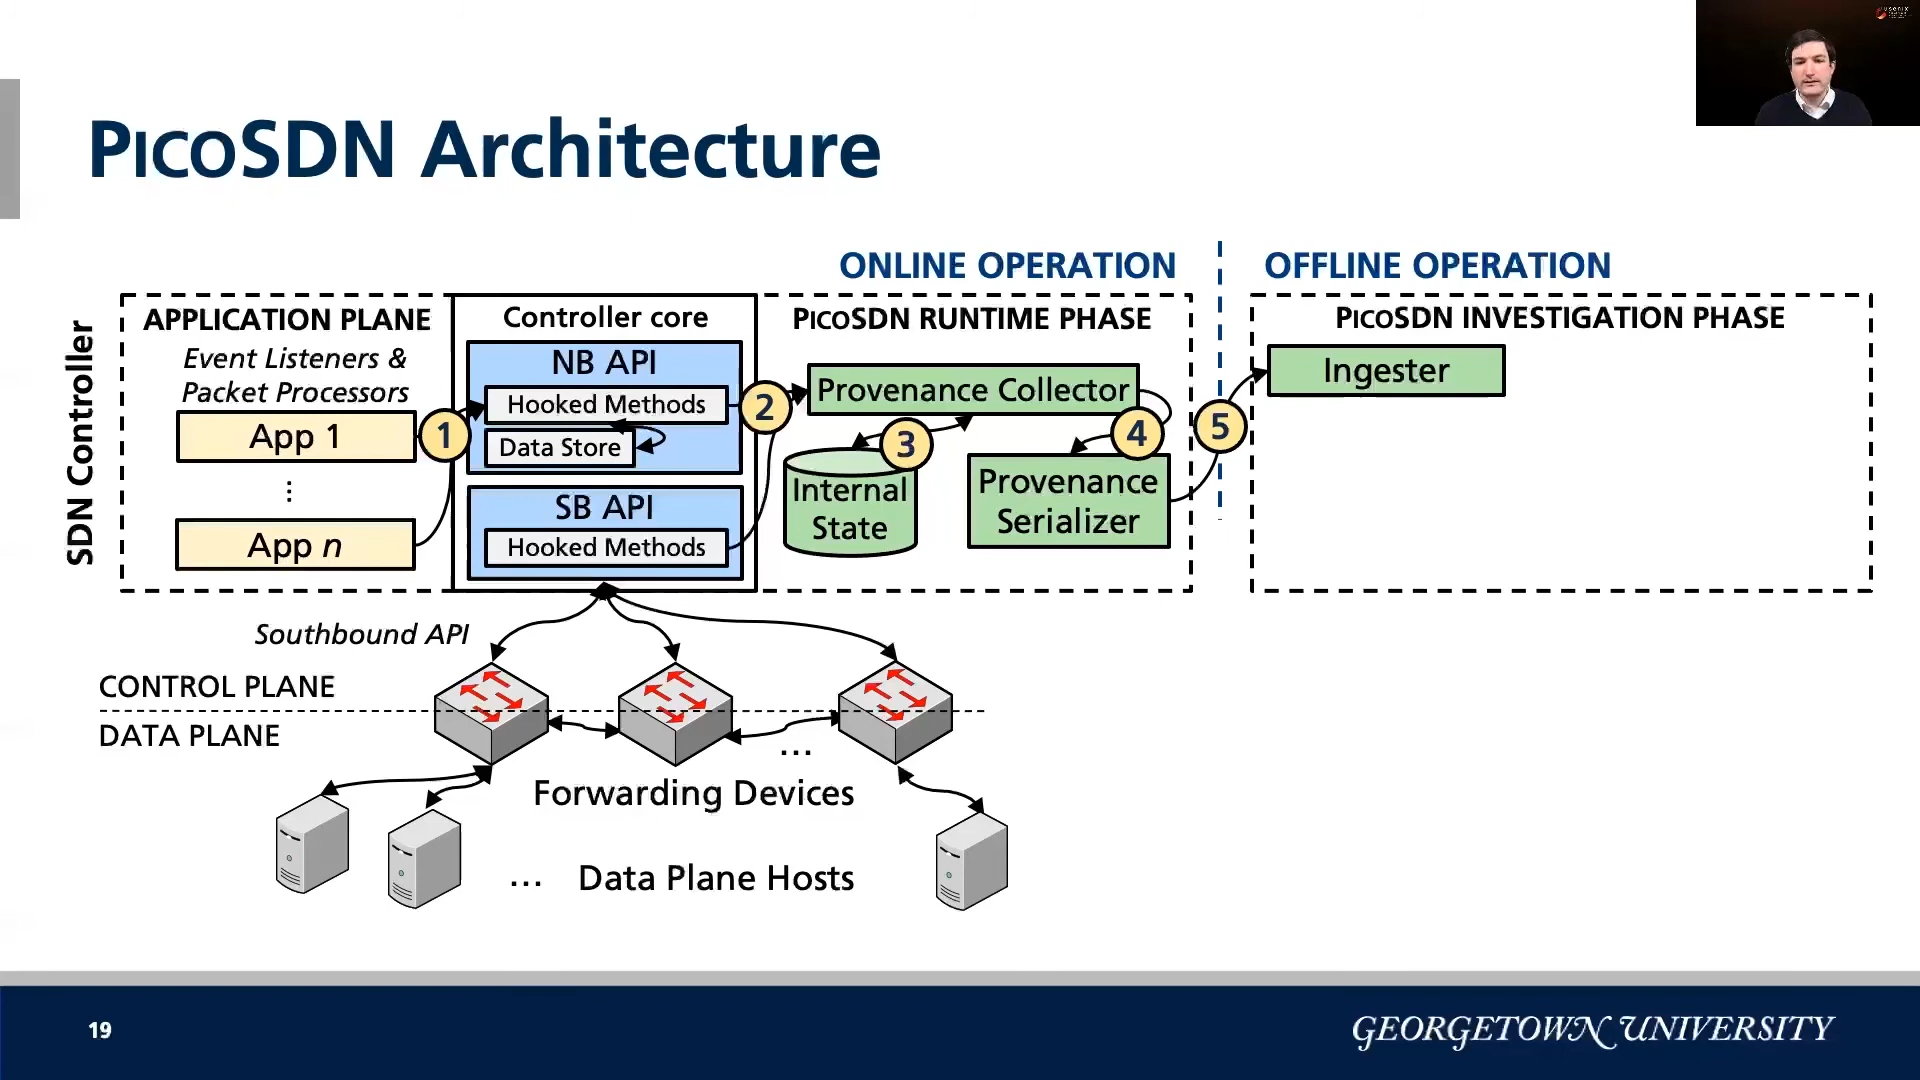 PICOSDN Architecture
ONLINE OPERATION
OFFLINE OPERATION
SDN Controller
APPLICATION PLANE
Event Listeners &
Packet Processors
App 1
⋮
App n
1
Controller core
NB API
Hooked Methods
Data Store
SB API
Hooked Methods
2
PICOSDN RUNTIME PHASE
Provenance Collector
3
4
Internal
State
Provenance
Serializer
5
PICOSDN INVESTIGATION PHASE
Ingester
Southbound API
CONTROL PLANE
DATA PLANE
...
Forwarding Devices
... Data Plane Hosts
19
GEORGETOWN UNIVERSITY